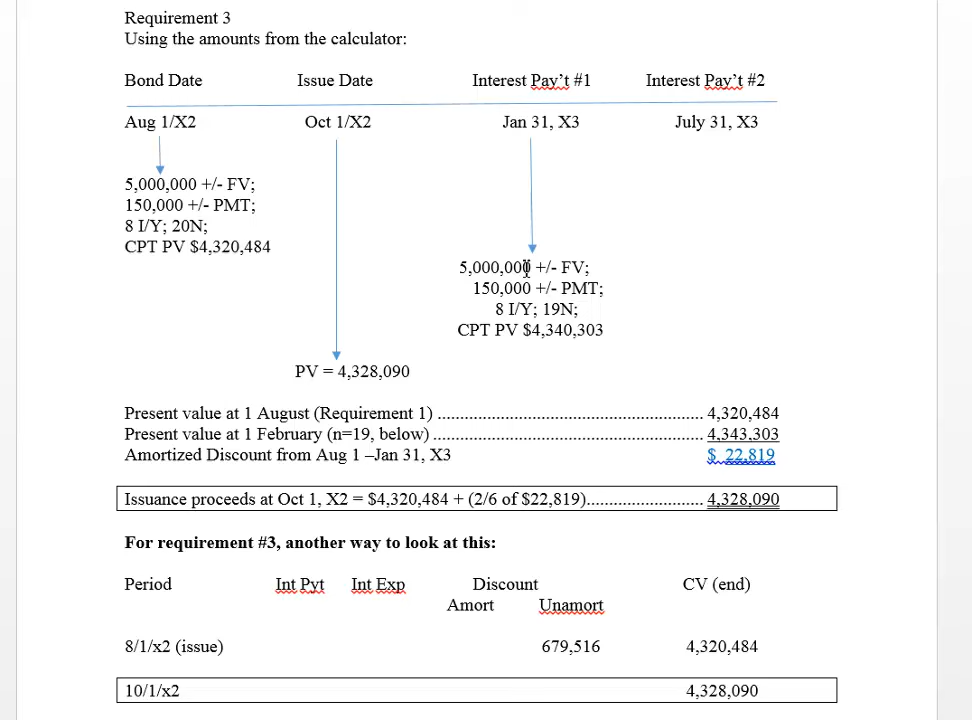 Requirement 3
Using the amounts from the calculator:
Bond Date Issue Date Interest Pay't #1 Interest Pay't #2
Aug 1/X2 Oct 1/X2 Jan 31, X3 July 31, X3
5,000,000 +/- FV;
150,000 +/- PMT;
8 I/Y; 20N;
CPT PV $4,320,484
5,000,000 +/- FV;
150,000 +/- PMT;
8 I/Y; 19N;
CPT PV $4,340,303
PV = 4,328,090
Present value at 1 August (Requirement 1) ............................................................ 4,320,484
Present value at 1 February (n=19, below) ............................................................. 4,343,303
Amortized Discount from Aug 1 –Jan 31, X3 $ 22,819
Issuance proceeds at Oct 1, X2 = $4,320,484 + (2/6 of $22,819).......................... 4,328,090
For requirement #3, another way to look at this:
Period Int Pyt Int Exp Discount CV (end)
Amort Unamort
8/1/x2 (issue) 679,516 4,320,484
10/1/x2 4,328,090